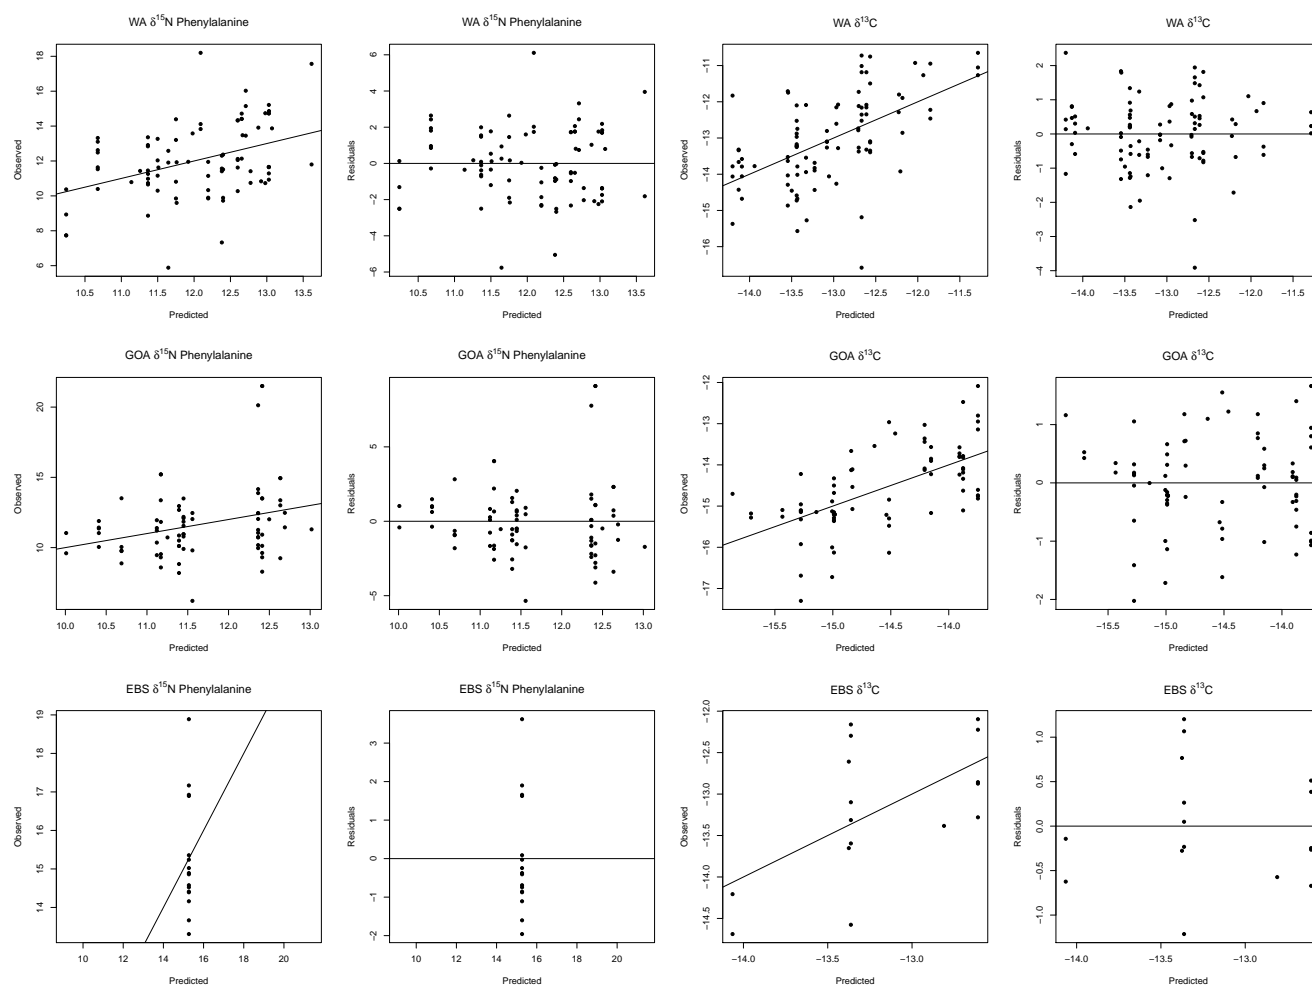 WA δ15N Phenylalanine
Observed
6 8 10 12 14 16 18
10.5 11.0 11.5 12.0 12.5 13.0 13.5
Predicted
WA δ15N Phenylalanine
Residuals
−6 −4 −2 0 2 4 6
10.5 11.0 11.5 12.0 12.5 13.0 13.5
Predicted
WA δ13C
Observed
−16 −15 −14 −13 −12 −11
−14.0 −13.5 −13.0 −12.5 −12.0 −11.5
Predicted
WA δ13C
Residuals
−4 −3 −2 −1 0 1 2
−14.0 −13.5 −13.0 −12.5 −12.0 −11.5
Predicted
GOA δ15N Phenylalanine
Observed
10 15 20
10.0 10.5 11.0 11.5 12.0 12.5 13.0
Predicted
GOA δ15N Phenylalanine
Residuals
−5 0 5
10.0 10.5 11.0 11.5 12.0 12.5 13.0
Predicted
GOA δ13C
Observed
−17 −16 −15 −14 −13 −12
−15.5 −15.0 −14.5 −14.0
Predicted
GOA δ13C
Residuals
−2 −1 0 1
−15.5 −15.0 −14.5 −14.0
Predicted
EBS δ15N Phenylalanine
Observed
14 15 16 17 18 19
10 12 14 16 18 20
Predicted
EBS δ15N Phenylalanine
Residuals
−2 −1 0 1 2 3
10 12 14 16 18 20
Predicted
EBS δ13C
Observed
−14.5 −14.0 −13.5 −13.0 −12.5 −12.0
−14.0 −13.5 −13.0
Predicted
EBS δ13C
Residuals
−1.0 −0.5 0.0 0.5 1.0
−14.0 −13.5 −13.0
Predicted